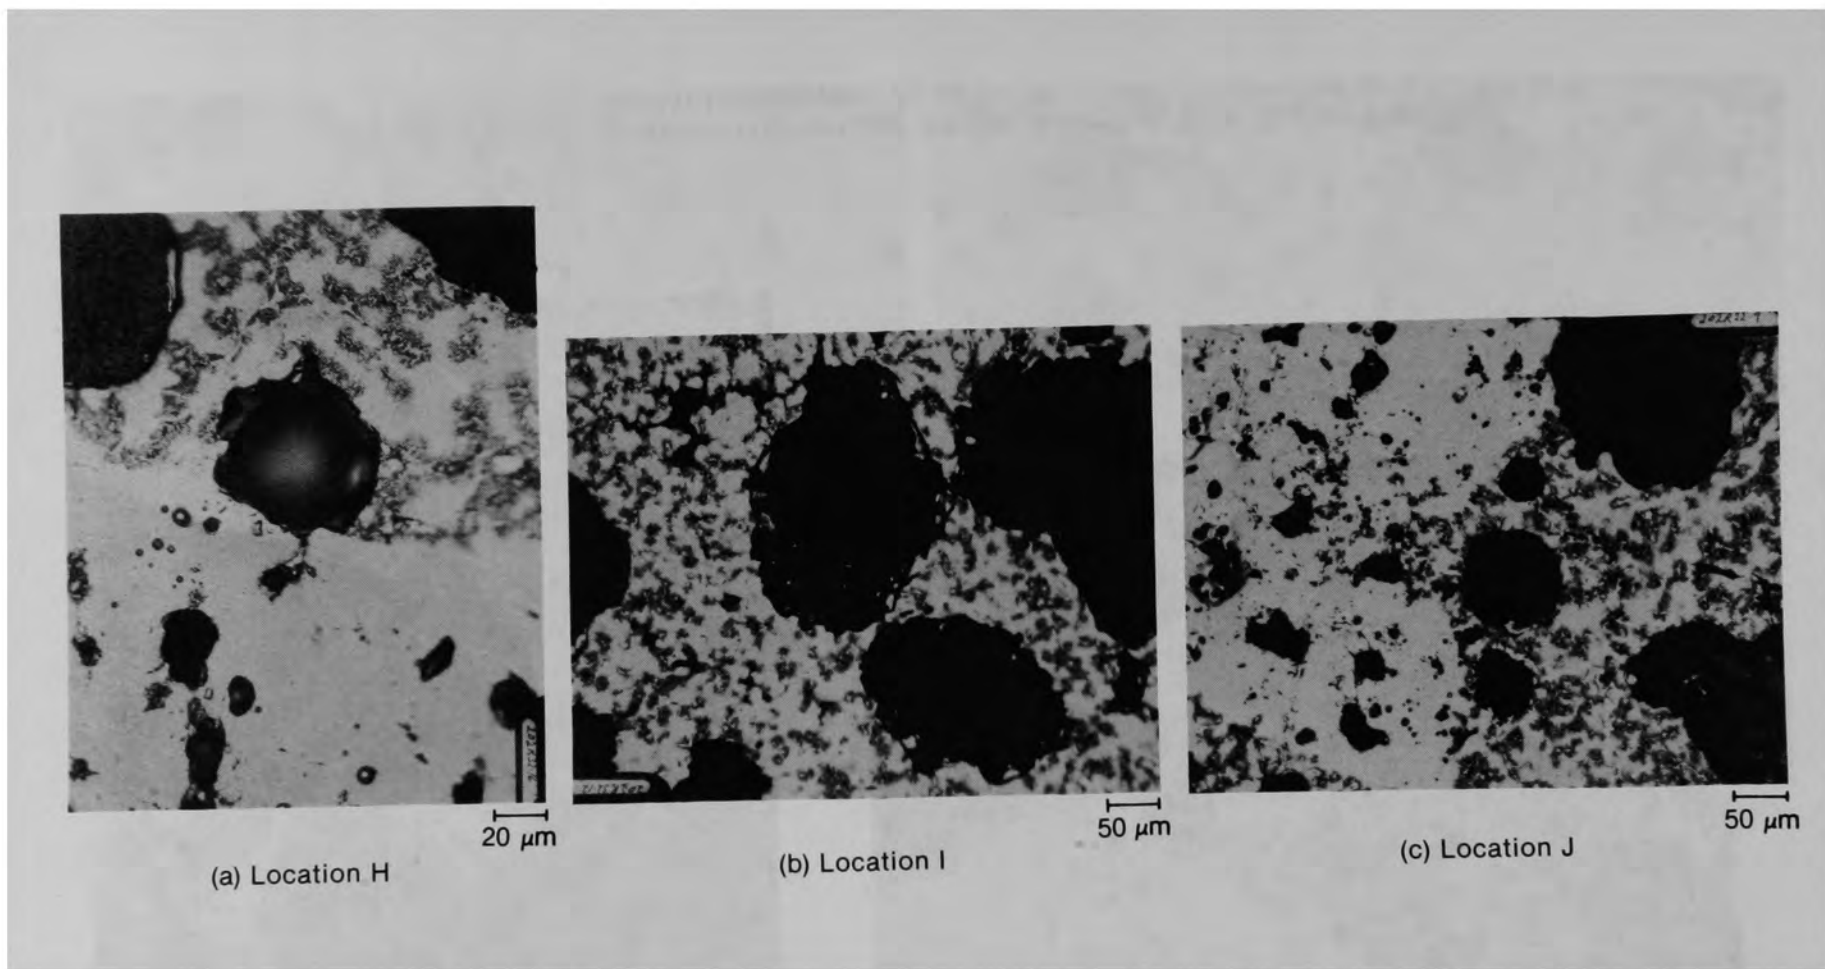 20 μm
(a) Location H
50 μm
(b) Location I
50 μm
(c) Location J